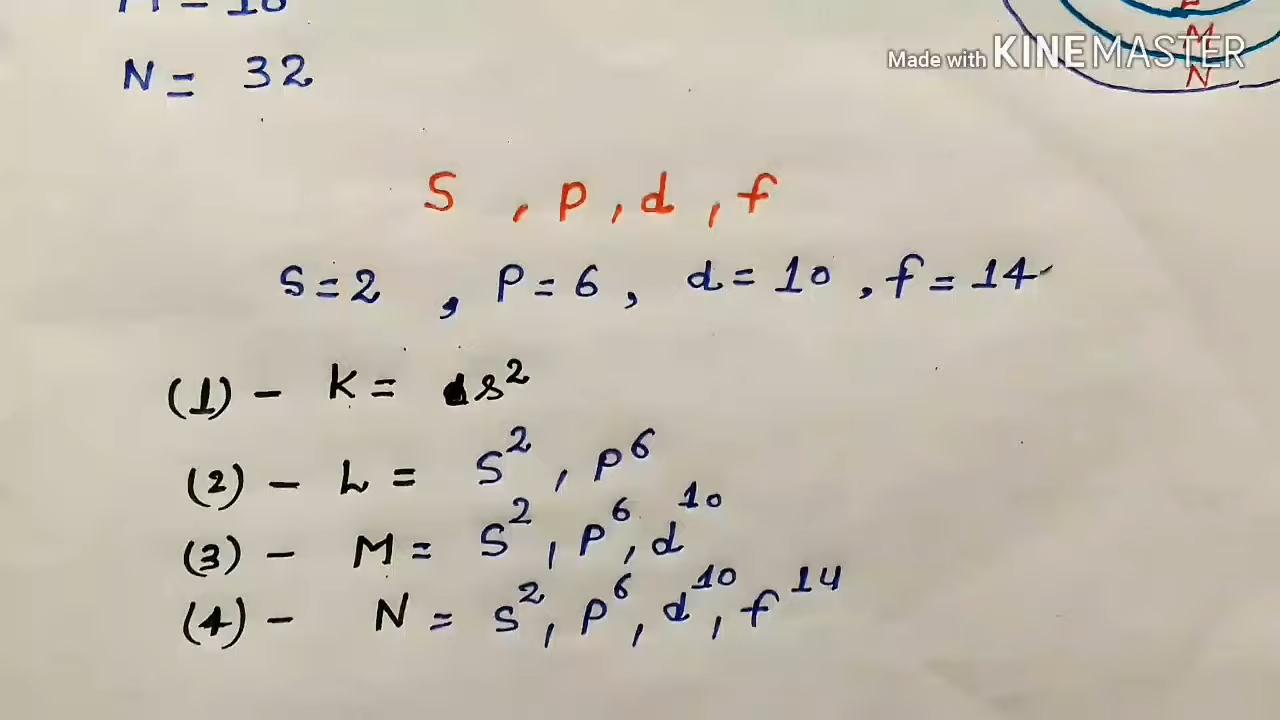 M = 18
Made with KINEMASTER
M
N
N = 32
S , P , d , f
S = 2 , P = 6 , d = 10 , f = 14
(1) - K = s²
(2) - L = S² , P⁶
(3) - M = S² , P⁶ , d¹⁰
(4) - N = S² , P⁶ , d¹⁰ , f¹⁴